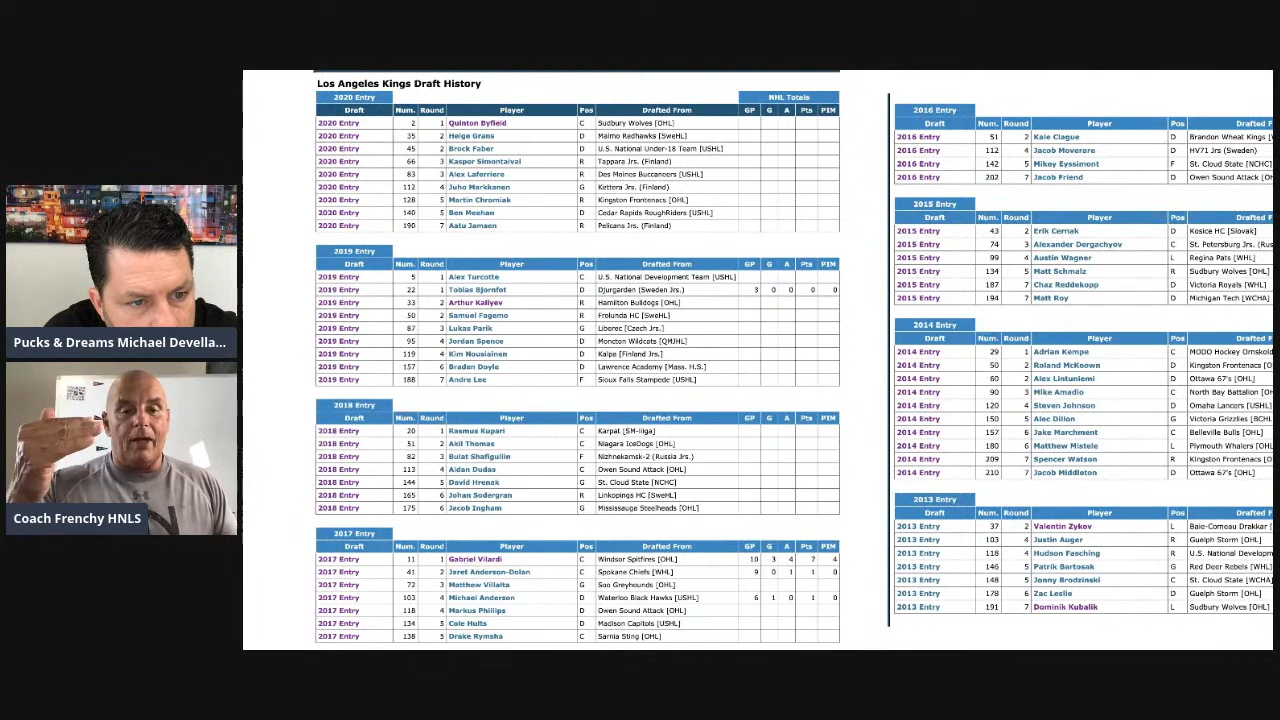 Los Angeles Kings Draft History
2020 Entry NHL Totals
Draft Num. Round Player Pos Drafted From GP G A Pts PIM
2020 Entry 2 1 Quinton Byfield C Sudbury Wolves [OHL]
2020 Entry 35 2 Helge Grans D Malmo Redhawks [SweHL]
2020 Entry 45 2 Brock Faber D U.S. National Under-18 Team [USHL]
2020 Entry 66 3 Kasper Simontaival R Tappara Jrs. (Finland)
2020 Entry 83 3 Alex Laferriere R Des Moines Buccaneers [USHL]
2020 Entry 112 4 Juho Markkanen G Kettera Jrs. (Finland)
2020 Entry 128 5 Martin Chromiak R Kingston Frontenacs [OHL]
2020 Entry 140 5 Ben Meehan D Cedar Rapids RoughRiders [USHL]
2020 Entry 190 7 Aatu Jamsen R Pelicans Jrs. (Finland)
2019 Entry
Draft Num. Round Player Pos Drafted From GP G A Pts PIM
2019 Entry 5 1 Alex Turcotte C U.S. National Development Team [USHL]
2019 Entry 22 1 Tobias Bjornfot D Djurgarden (Sweden Jrs.) 3 0 0 0 0
2019 Entry 33 2 Arthur Kaliyev R Hamilton Bulldogs [OHL]
2019 Entry 50 2 Samuel Fagemo R Frolunda HC [SweHL]
2019 Entry 87 3 Lukas Parik G Liberec [Czech Jrs.]
2019 Entry 95 4 Jordan Spence D Moncton Wildcats [QMJHL]
2019 Entry 119 4 Kim Nousiainen D Kalpa [Finland Jrs.]
2019 Entry 157 6 Braden Doyle D Lawrence Academy [Mass. H.S.]
2019 Entry 188 7 Andre Lee F Sioux Falls Stampede [USHL]
2018 Entry
Draft Num. Round Player Pos Drafted From GP G A Pts PIM
2018 Entry 20 1 Rasmus Kupari C Karpat [SM-liiga]
2018 Entry 51 2 Akil Thomas C Niagara IceDogs [OHL]
2018 Entry 82 3 Bulat Shafigullin F Nizhnekamsk-2 (Russia Jrs.)
2018 Entry 113 4 Aidan Dudas C Owen Sound Attack [OHL]
2018 Entry 144 5 David Hrenak G St. Cloud State [NCHC]
2018 Entry 165 6 Johan Sodergran R Linkopings HC [SweHL]
2018 Entry 175 6 Jacob Ingham G Mississauga Steelheads [OHL]
2017 Entry
Draft Num. Round Player Pos Drafted From GP G A Pts PIM
2017 Entry 11 1 Gabriel Vilardi C Windsor Spitfires [OHL] 10 3 4 7 4
2017 Entry 41 2 Jaret Anderson-Dolan C Spokane Chiefs [WHL] 9 0 1 1 0
2017 Entry 72 3 Matthew Villalta G Soo Greyhounds [OHL]
2017 Entry 103 4 Michael Anderson D Waterloo Black Hawks [USHL] 6 1 0 1 0
2017 Entry 118 4 Markus Phillips D Owen Sound Attack [OHL]
2017 Entry 134 5 Cole Hults D Madison Capitols [USHL]
2017 Entry 138 5 Drake Rymsha C Sarnia Sting [OHL]
2016 Entry
Draft Num. Round Player Pos Drafted F
2016 Entry 51 2 Kale Clague D Brandon Wheat Kings [
2016 Entry 112 4 Jacob Moverare D HV71 Jrs (Sweden)
2016 Entry 142 5 Mikey Eyssimont F St. Cloud State [NCHC]
2016 Entry 202 7 Jacob Friend D Owen Sound Attack [OH
2015 Entry
Draft Num. Round Player Pos Drafted F
2015 Entry 43 2 Erik Cernak D Kosice HC [Slovak]
2015 Entry 74 3 Alexander Dergachyov C St. Petersburg Jrs. (Rus
2015 Entry 99 4 Austin Wagner L Regina Pats [WHL]
2015 Entry 134 5 Matt Schmalz R Sudbury Wolves [OHL]
2015 Entry 187 7 Chaz Reddekopp D Victoria Royals [WHL]
2015 Entry 194 7 Matt Roy D Michigan Tech [WCHA]
2014 Entry
Draft Num. Round Player Pos Drafted F
2014 Entry 29 1 Adrian Kempe C MODO Hockey Ornskold
2014 Entry 50 2 Roland McKeown D Kingston Frontenacs [O
2014 Entry 60 2 Alex Lintuniemi D Ottawa 67's [OHL]
2014 Entry 90 3 Mike Amadio C North Bay Battalion [OH
2014 Entry 120 4 Steven Johnson D Omaha Lancers [USHL]
2014 Entry 150 5 Alec Dillon G Victoria Grizzlies [BCHL
2014 Entry 157 6 Jake Marchment C Belleville Bulls [OHL]
2014 Entry 180 6 Matthew Mistele L Plymouth Whalers [OHL
2014 Entry 209 7 Spencer Watson R Kingston Frontenacs [O
2014 Entry 210 7 Jacob Middleton D Ottawa 67's [OHL]
2013 Entry
Draft Num. Round Player Pos Drafted F
2013 Entry 37 2 Valentin Zykov L Baie-Comeau Drakkar [
2013 Entry 103 4 Justin Auger R Guelph Storm [OHL]
2013 Entry 118 4 Hudson Fasching R U.S. National Developm
2013 Entry 146 5 Patrik Bartosak G Red Deer Rebels [WHL]
2013 Entry 148 5 Jonny Brodzinski C St. Cloud State [WCHA]
2013 Entry 178 6 Zac Leslie D Guelph Storm [OHL]
2013 Entry 191 7 Dominik Kubalik L Sudbury Wolves [OHL]
Pucks & Dreams Michael Devella...
Coach Frenchy HNLS